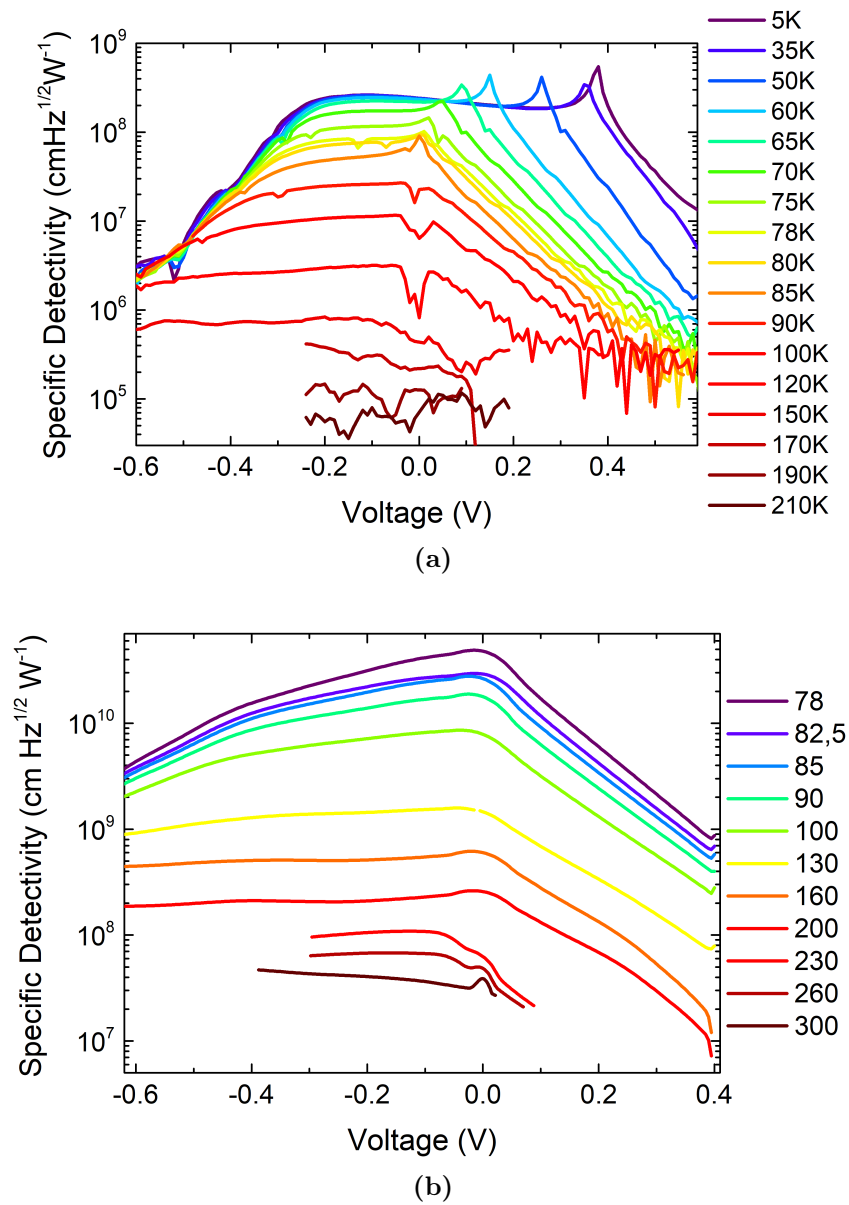 Specific Detectivity (cmHz^1/2 W^-1)
10^9
10^8
10^7
10^6
10^5
-0.6 -0.4 -0.2 0.0 0.2 0.4
Voltage (V)
5K
35K
50K
60K
65K
70K
75K
78K
80K
85K
90K
100K
120K
150K
170K
190K
210K
(a)
Specific Detectivity (cm Hz^1/2 W^-1)
10^10
10^9
10^8
10^7
-0.6 -0.4 -0.2 0.0 0.2 0.4
Voltage (V)
78
82,5
85
90
100
130
160
200
230
260
300
(b)